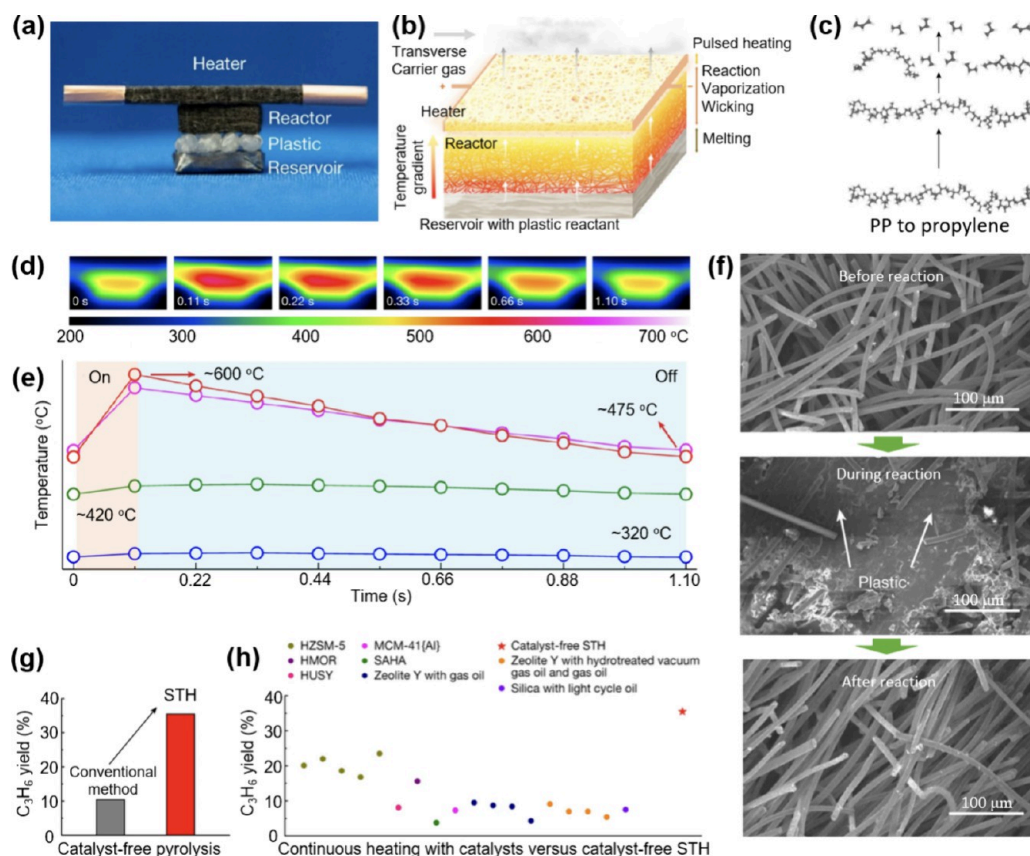 (a)
Heater
Reactor
Plastic
Reservoir
(b)
Transverse
Carrier gas
Heater
Reactor
Temperature
gradient
Reservoir with plastic reactant
Pulsed heating
Reaction
Vaporization
Wicking
Melting
(c)
PP to propylene
(d)
0 s
0.11 s
0.22 s
0.33 s
0.66 s
1.10 s
200
300
400
500
600
700 °C
(e)
On
Off
~600 °C
~475 °C
~420 °C
~320 °C
Temperature (°C)
0
0.22
0.44
0.66
0.88
1.10
Time (s)
(f)
Before reaction
100 μm
During reaction
Plastic
100 μm
After reaction
100 μm
(g)
STH
Conventional
method
C3H6 yield (%)
40
30
20
10
0
Catalyst-free pyrolysis
(h)
HZSM-5
HMOR
HUSY
MCM-41{Al}
SAHA
Zeolite Y with gas oil
Catalyst-free STH
Zeolite Y with hydrotreated vacuum
gas oil and gas oil
Silica with light cycle oil
C3H6 yield (%)
40
30
20
10
0
Continuous heating with catalysts versus catalyst-free STH